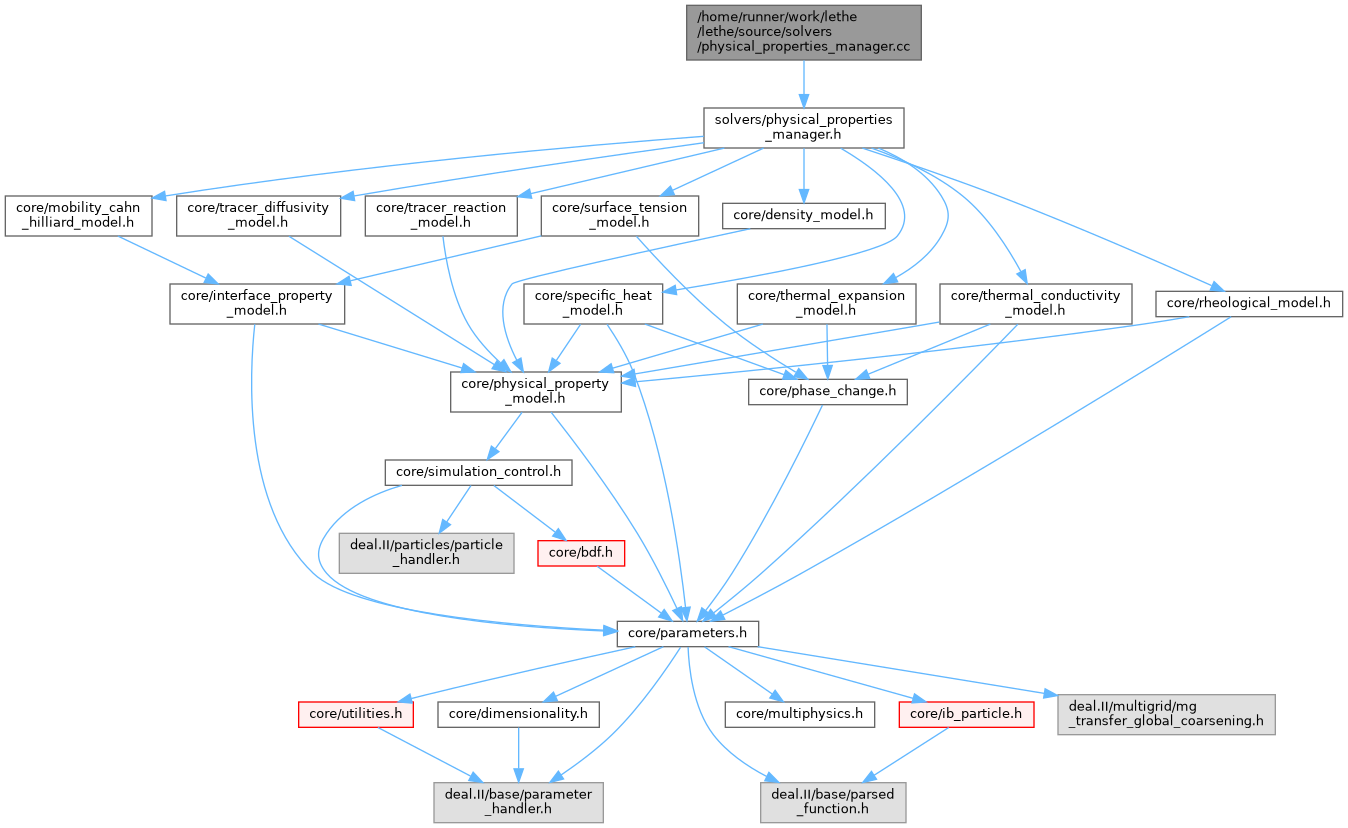 /home/runner/work/lethe
/lethe/source/solvers
/physical_properties_manager.cc
solvers/physical_properties
_manager.h
core/mobility_cahn
_hilliard_model.h
core/tracer_diffusivity
_model.h
core/tracer_reaction
_model.h
core/surface_tension
_model.h
core/density_model.h
core/interface_property
_model.h
core/specific_heat
_model.h
core/thermal_expansion
_model.h
core/thermal_conductivity
_model.h
core/rheological_model.h
core/physical_property
_model.h
core/phase_change.h
core/simulation_control.h
deal.II/particles/particle
_handler.h
core/bdf.h
core/parameters.h
core/utilities.h
core/dimensionality.h
core/multiphysics.h
core/ib_particle.h
deal.II/multigrid/mg
_transfer_global_coarsening.h
deal.II/base/parameter
_handler.h
deal.II/base/parsed
_function.h